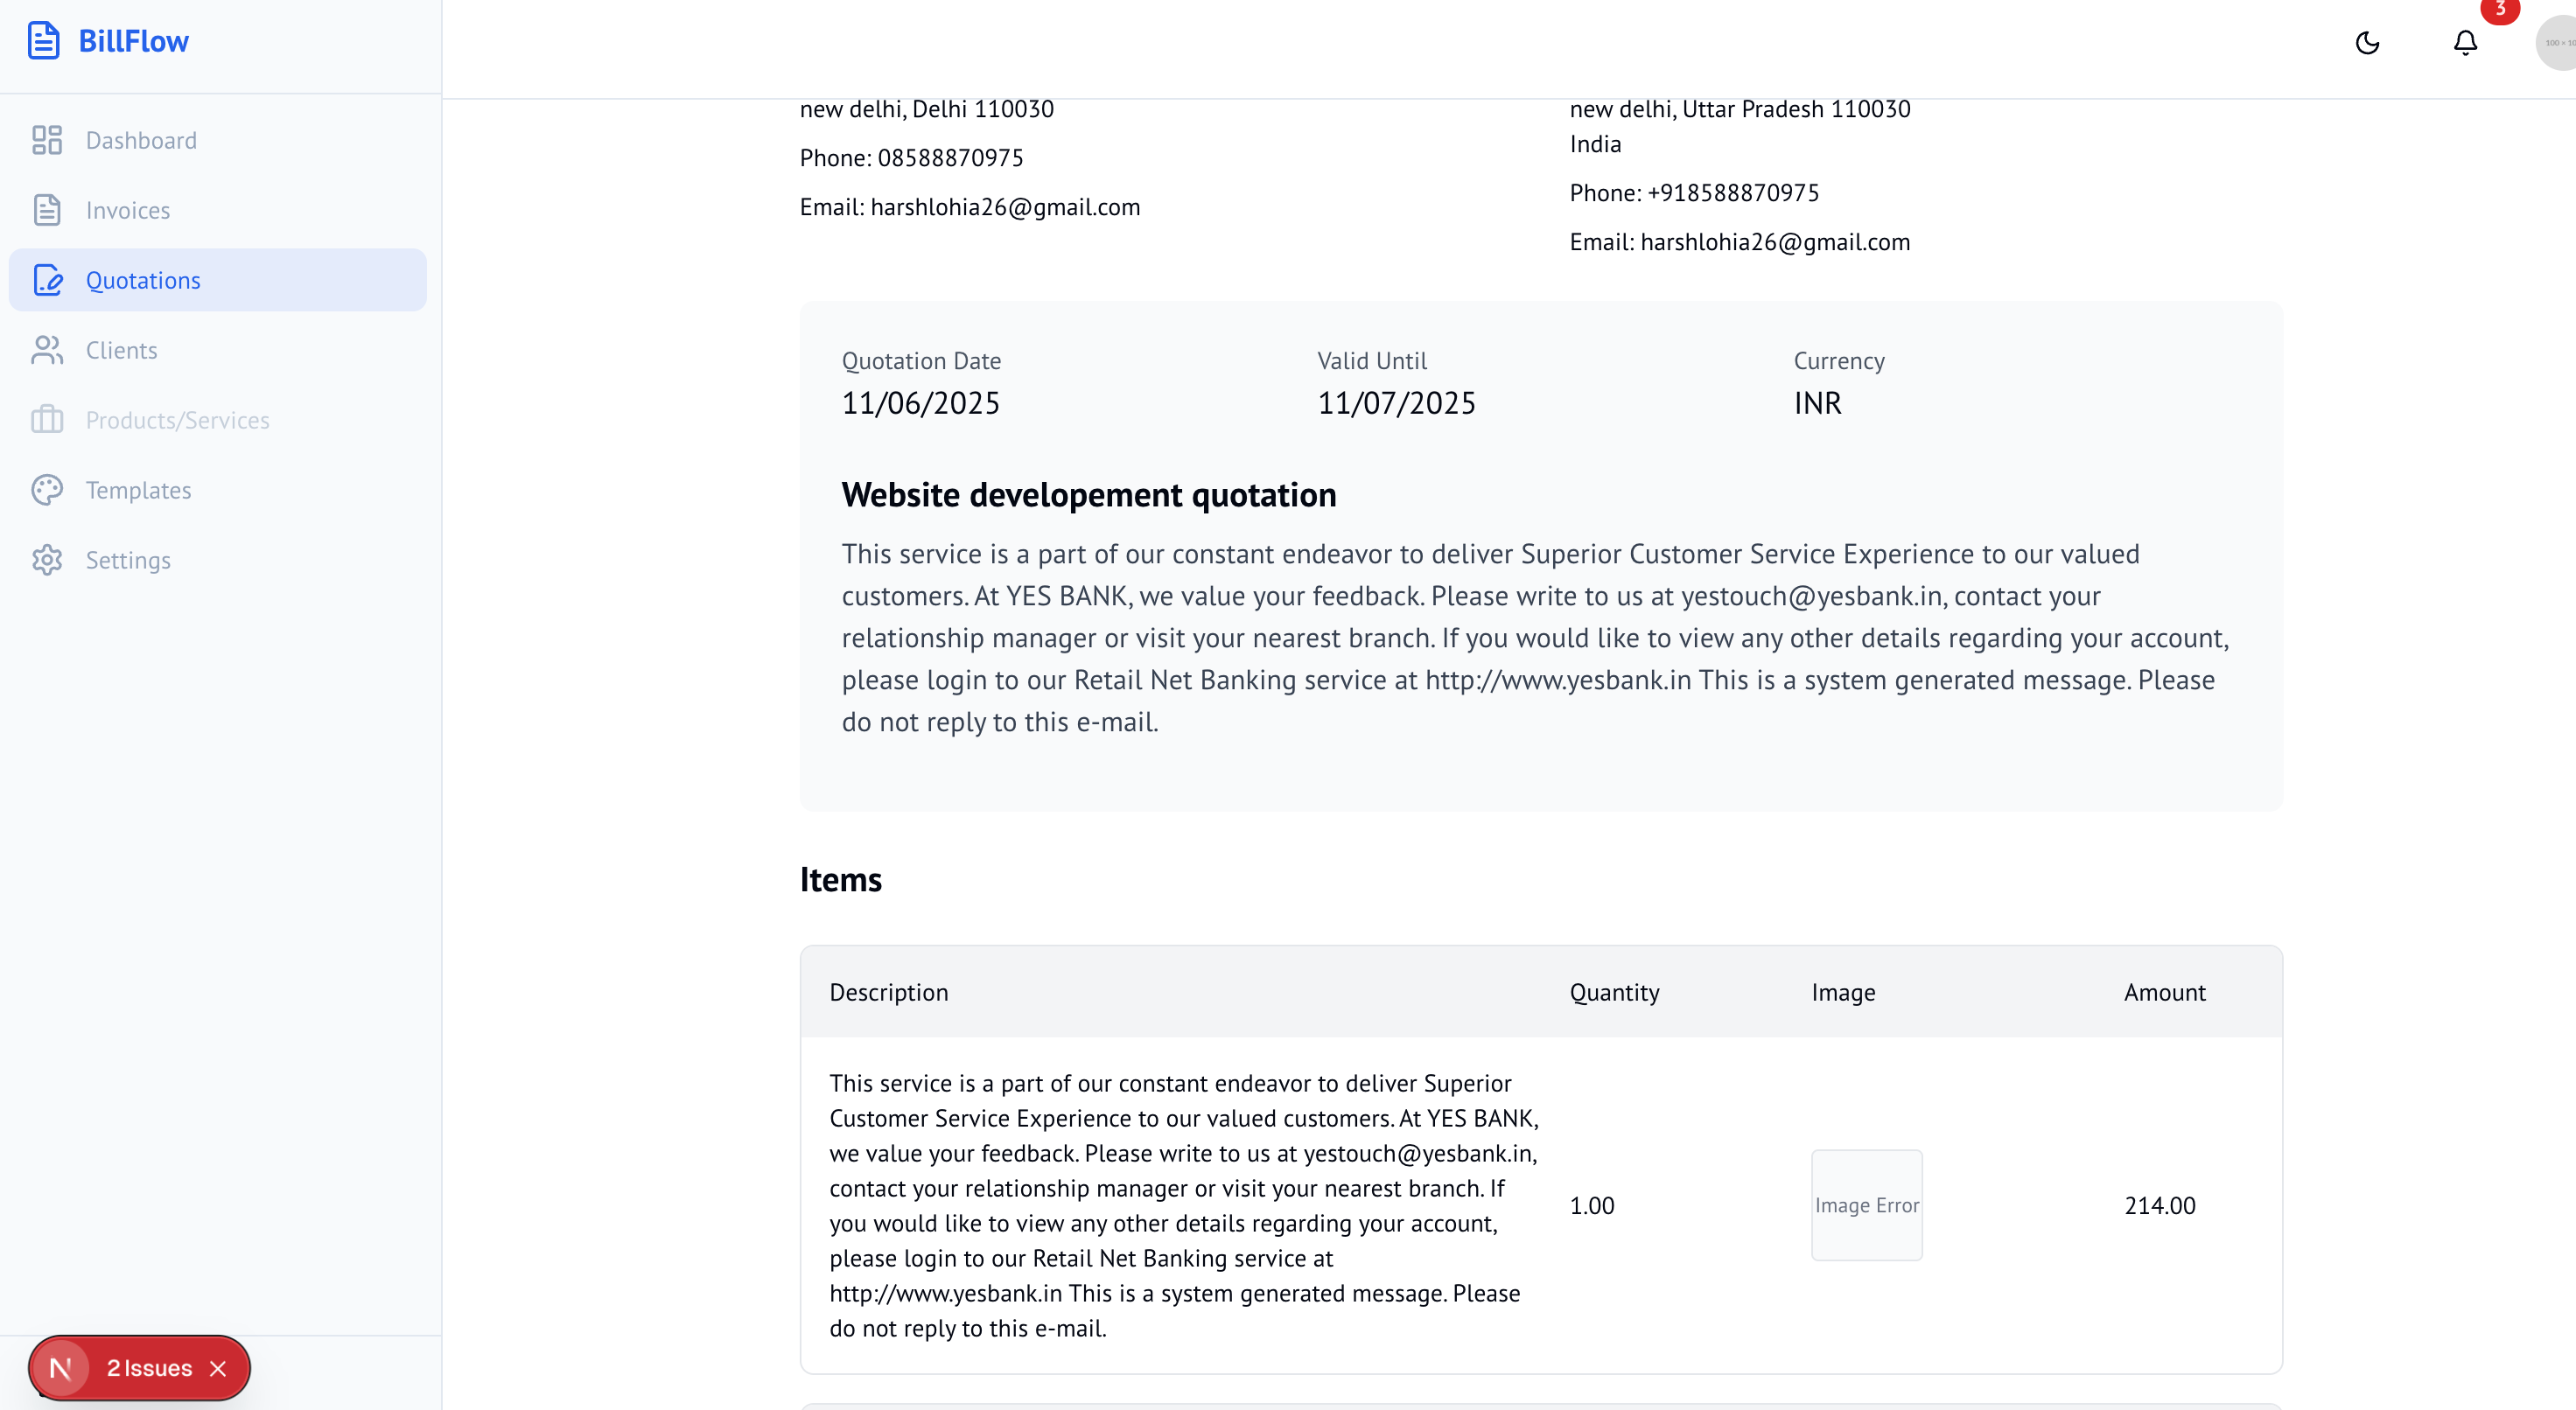 BillFlow
Dashboard
Invoices
Quotations
Clients
Products/Services
Templates
Settings
N 2 Issues
3
new delhi, Delhi 110030
Phone: 08588870975
Email: harshlohia26@gmail.com
new delhi, Uttar Pradesh 110030
India
Phone: +918588870975
Email: harshlohia26@gmail.com
Quotation Date
11/06/2025
Valid Until
11/07/2025
Currency
INR
Website developement quotation
This service is a part of our constant endeavor to deliver Superior Customer Service Experience to our valued
customers. At YES BANK, we value your feedback. Please write to us at yestouch@yesbank.in, contact your
relationship manager or visit your nearest branch. If you would like to view any other details regarding your account,
please login to our Retail Net Banking service at http://www.yesbank.in This is a system generated message. Please
do not reply to this e-mail.
Items
Description Quantity Image Amount
This service is a part of our constant endeavor to deliver Superior
Customer Service Experience to our valued customers. At YES BANK,
we value your feedback. Please write to us at yestouch@yesbank.in,
contact your relationship manager or visit your nearest branch. If
you would like to view any other details regarding your account,
please login to our Retail Net Banking service at
http://www.yesbank.in This is a system generated message. Please
do not reply to this e-mail.
1.00
Image Error
214.00